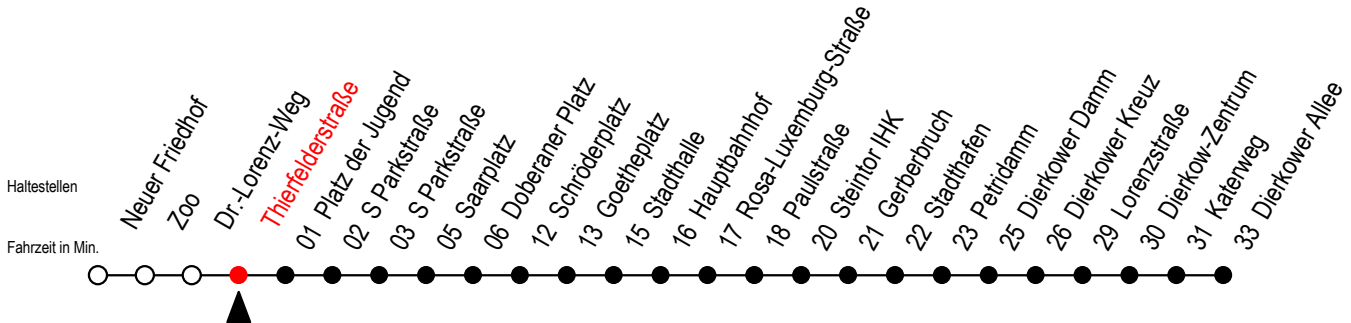 Haltestellen
Fahrzeit in Min.
Neuer Friedhof
Zoo
Dr.-Lorenz-Weg
Thierfelderstraße
01 Platz der Jugend
02 S Parkstraße
03 S Parkstraße
05 Saarplatz
06 Doberaner Platz
12 Schröderplatz
13 Goetheplatz
15 Stadthalle
16 Hauptbahnhof
17 Rosa-Luxemburg-Straße
18 Paulstraße
20 Steintor IHK
21 Gerberbruch
22 Stadthafen
23 Petridamm
25 Dierkower Damm
26 Dierkower Kreuz
29 Lorenzstraße
30 Dierkow-Zentrum
31 Katerweg
33 Dierkower Allee